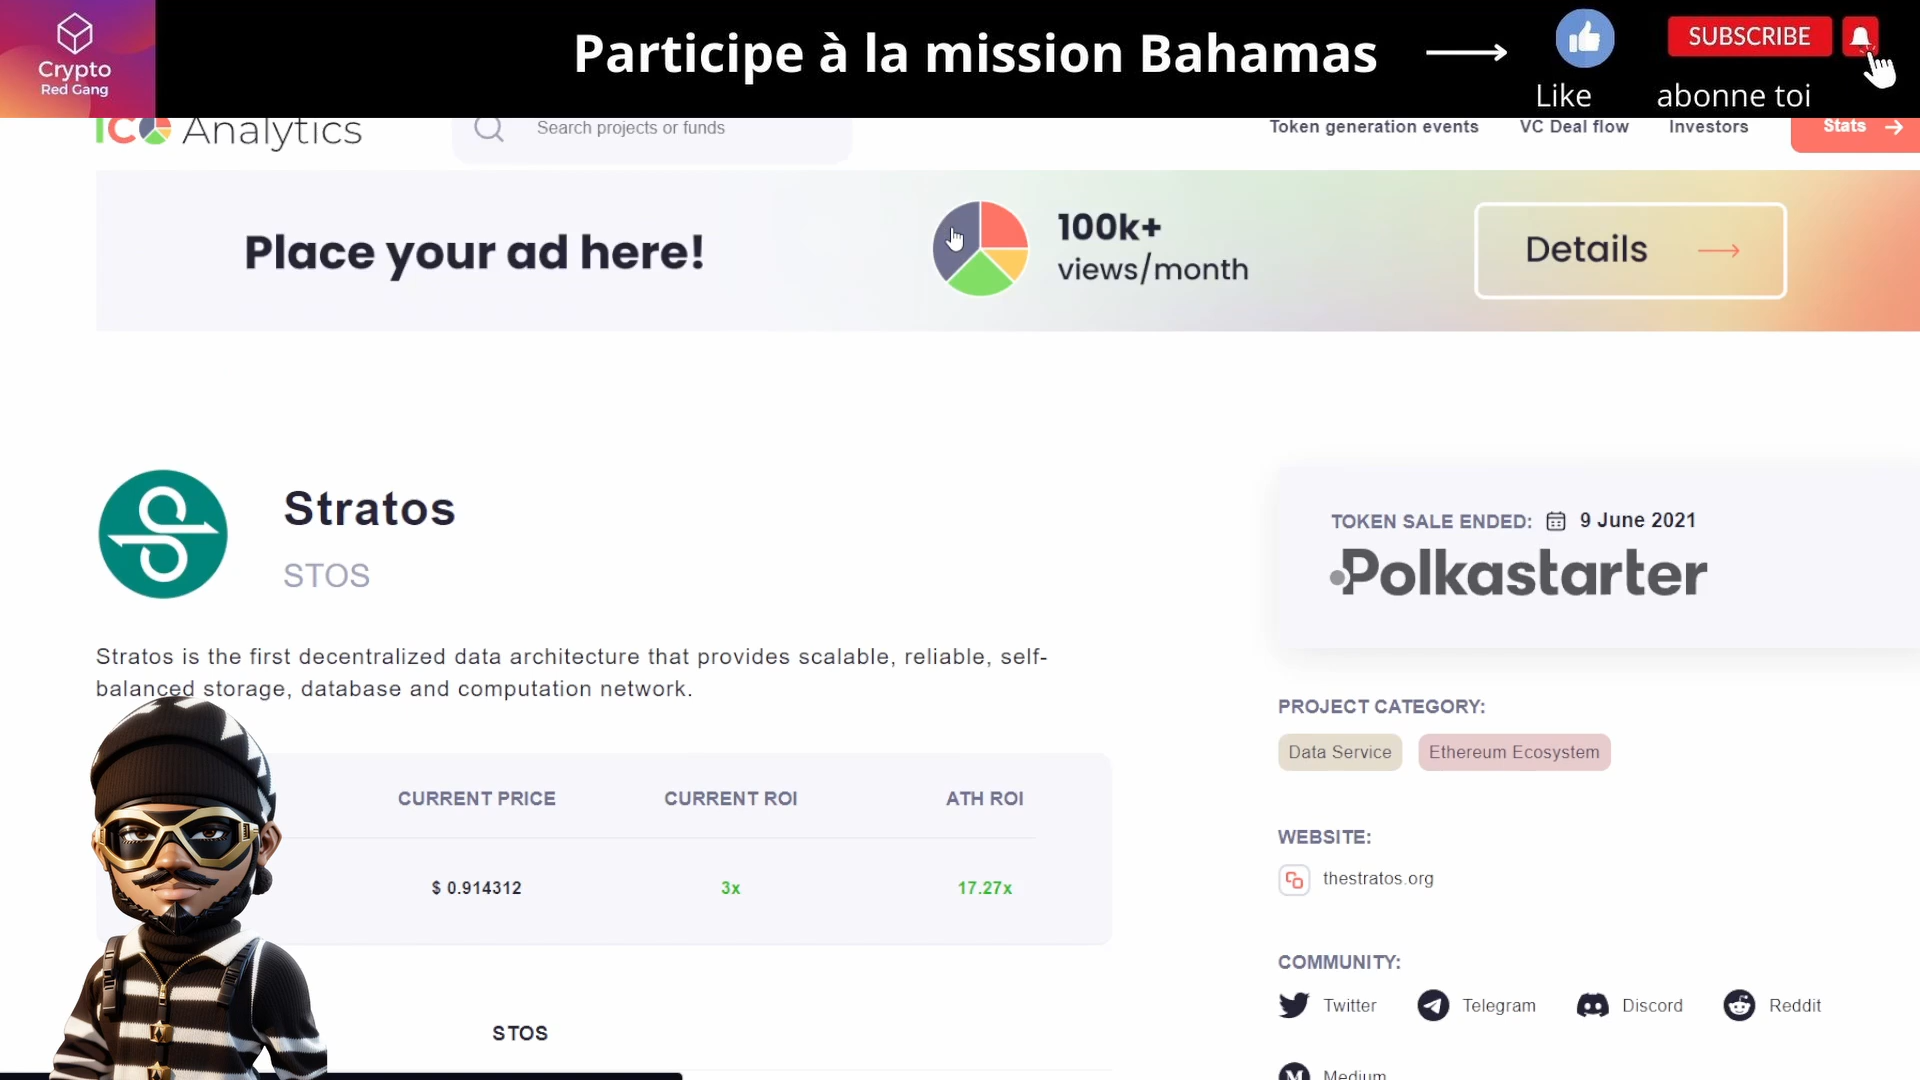 Crypto
Red Gang
Participe à la mission Bahamas
Like
SUBSCRIBE
abonne toi
ICO Analytics
Search projects or funds
Token generation events
VC Deal flow
Investors
Stats
Place your ad here!
100k+
views/month
Details
Stratos
STOS
TOKEN SALE ENDED: 9 June 2021
Polkastarter
Stratos is the first decentralized data architecture that provides scalable, reliable, self-
balanced storage, database and computation network.
PROJECT CATEGORY:
Data Service
Ethereum Ecosystem
CURRENT PRICE
CURRENT ROI
ATH ROI
$ 0.914312
3x
17.27x
WEBSITE:
thestratos.org
COMMUNITY:
Twitter
Telegram
Discord
Reddit
STOS
Medium